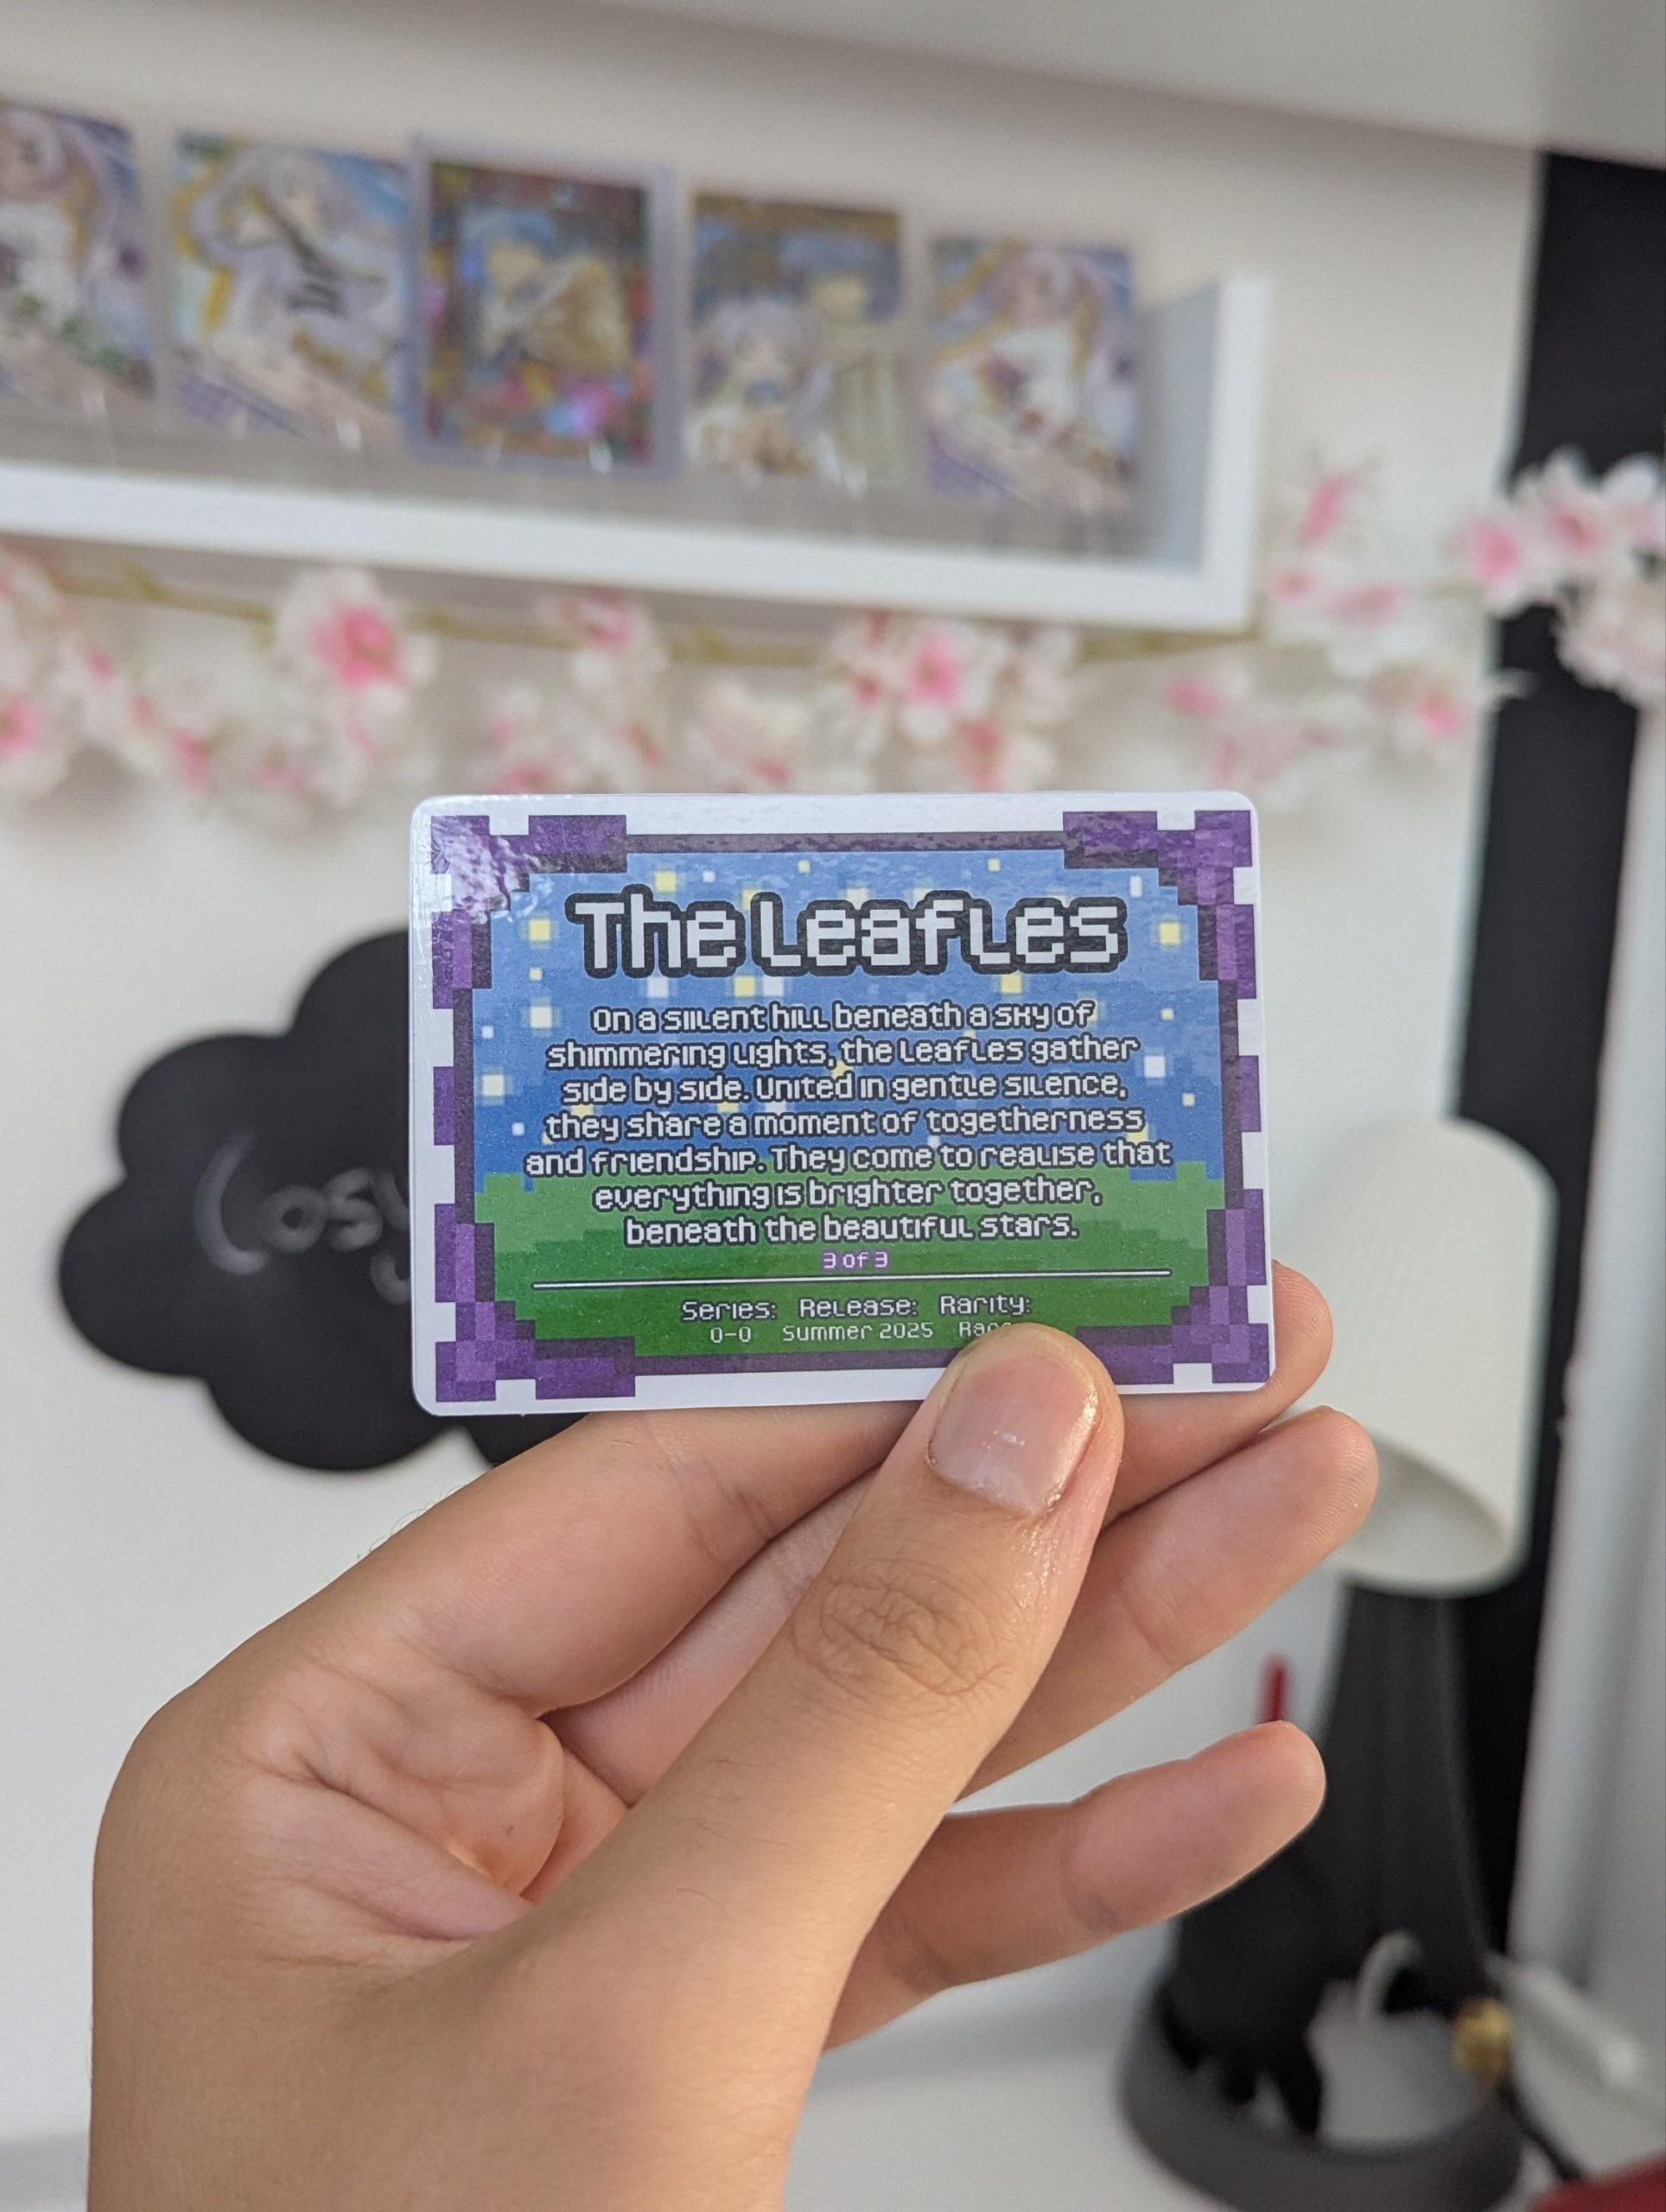 The Leafles
On a silent hill beneath a sky of
shimmering lights, the Leafles gather
side by side. United in gentle silence,
they share a moment of togetherness
and friendship. They come to realise that
everything is brighter together,
beneath the beautiful stars.
3 of 3
Series: Release: Rarity:
0-0 Summer 2025
Cosy